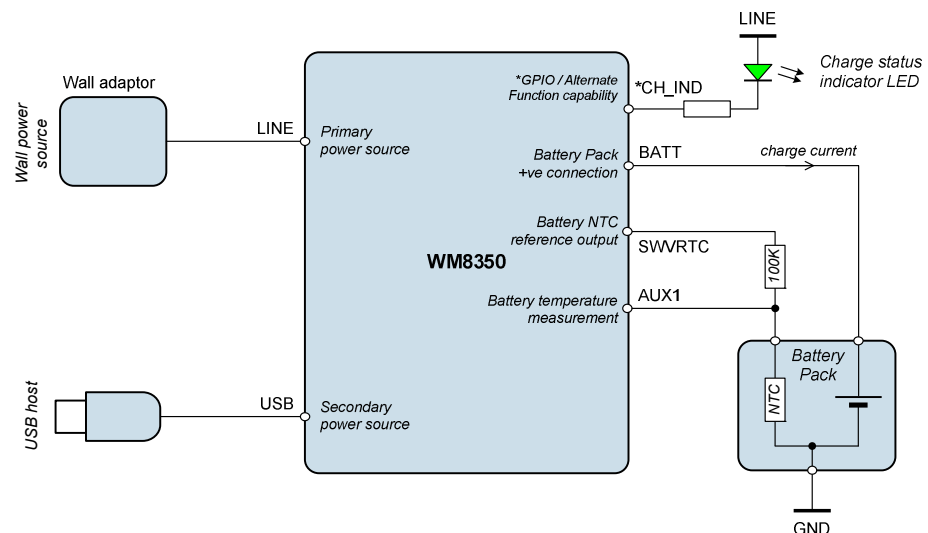 LINE
Charge status
indicator LED
*GPIO / Alternate
Function capability
*CH_IND
Wall adaptor
Wall power
source
LINE
Primary
power source
Battery Pack
+ve connection
BATT
charge current
Battery NTC
reference output
SWVRTC
100K
WM8350
Battery temperature
measurement
AUX1
Battery
Pack
NTC
USB host
USB
Secondary
power source
GND